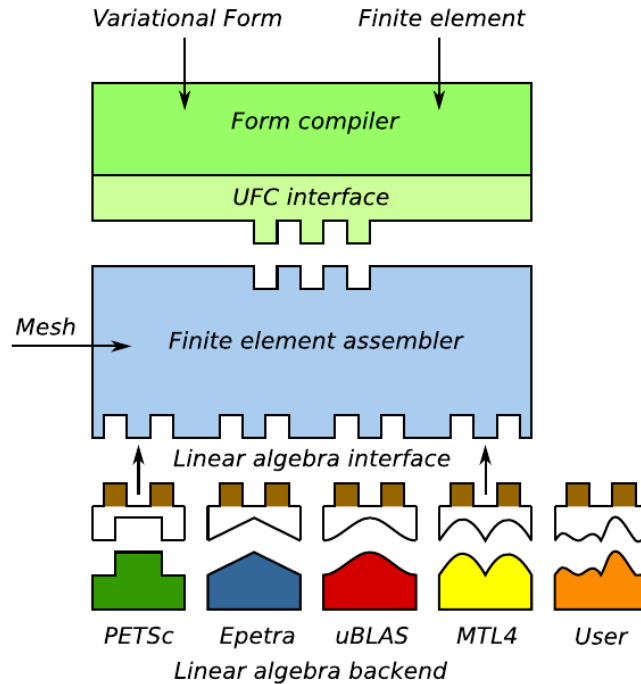 Variational Form Finite element
Form compiler
UFC interface
Mesh
Finite element assembler
Linear algebra interface
PETSc Epetra uBLAS MTL4 User
Linear algebra backend